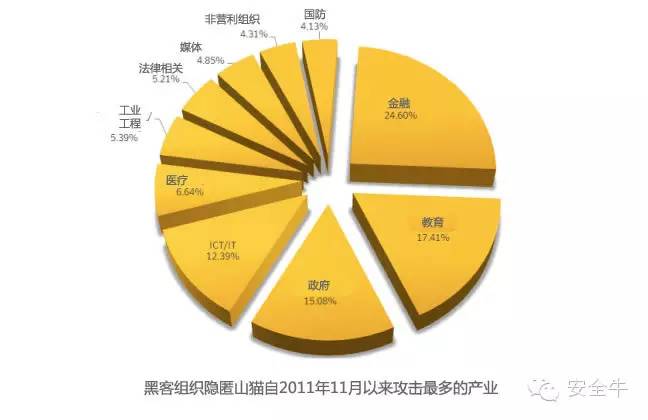 国防
4.13%
非营利组织
4.31%
媒体
4.85%
法律相关
5.21%
工业
工程
5.39%
医疗
6.64%
ICT/IT
12.39%
政府
15.08%
教育
17.41%
金融
24.60%
黑客组织隐匿山猫自2011年11月以来攻击最多的产业
安全牛